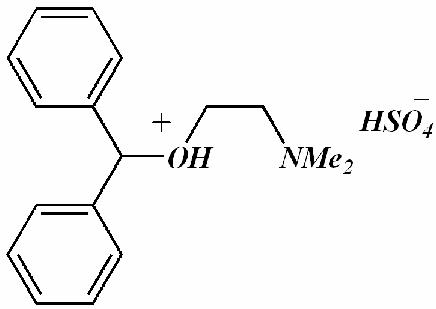 +
OH
NMe2
HSO4-